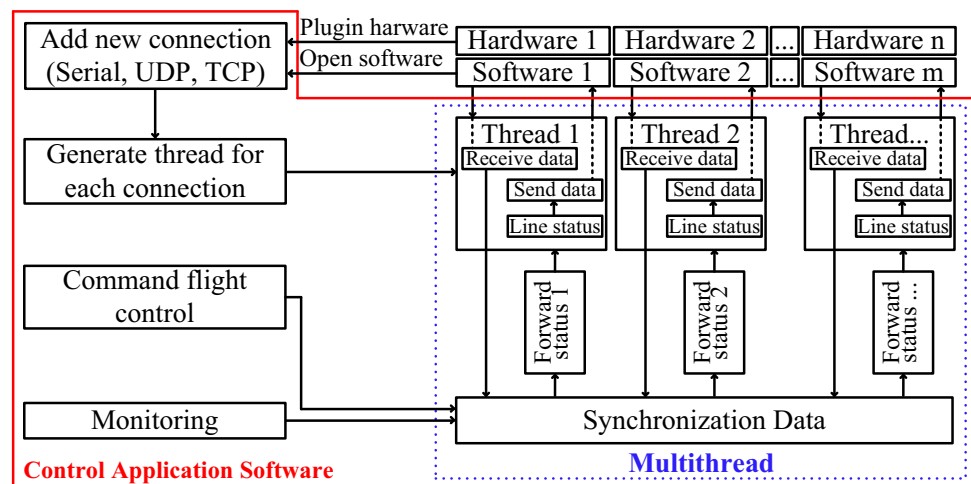 Add new connection
(Serial, UDP, TCP)
Plugin harware
Open software
Hardware 1
Hardware 2
...
Hardware n
Software 1
Software 2
...
Software m
Generate thread for
each connection
Thread 1
Receive data
Send data
Line status
Thread 2
Receive data
Send data
Line status
Thread...
Receive data
Send data
Line status
Command flight
control
Forward
status 1
Forward
status 2
Forward
status ...
Monitoring
Synchronization Data
Control Application Software
Multithread